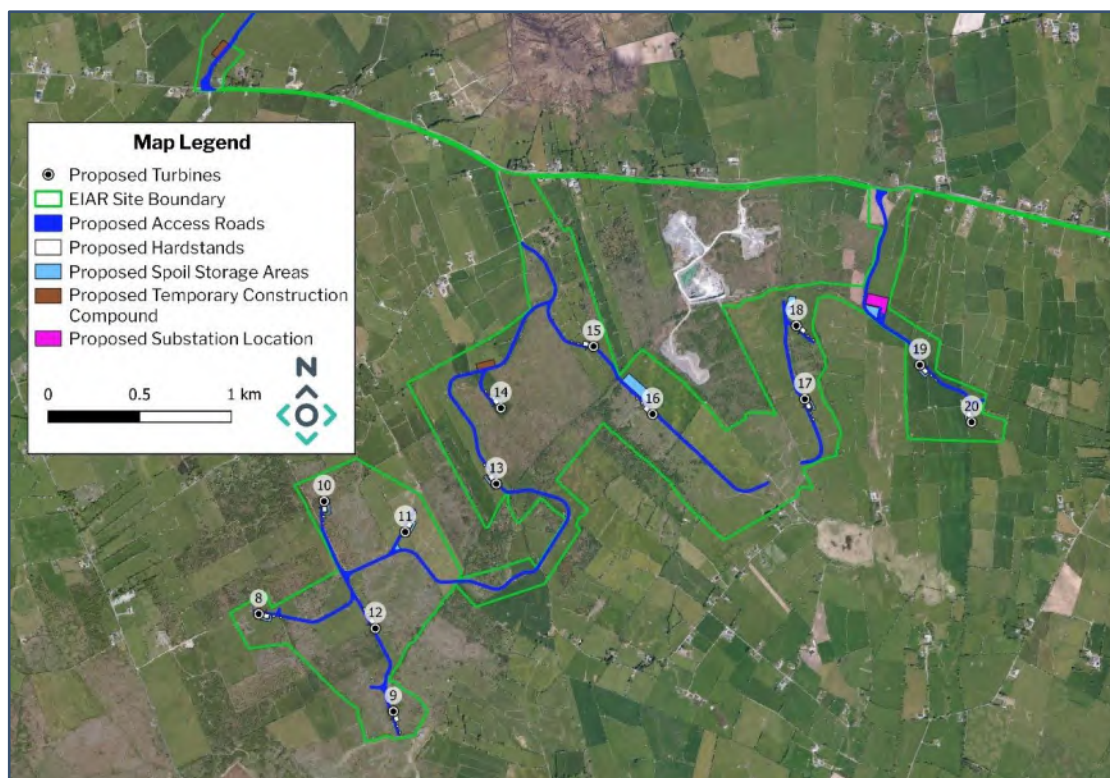 Map Legend
Proposed Turbines
EIAR Site Boundary
Proposed Access Roads
Proposed Hardstands
Proposed Spoil Storage Areas
Proposed Temporary Construction
Compound
Proposed Substation Location
N
0 0.5 1 km
18
15
19
14
16
17
20
13
10
11
8
12
9